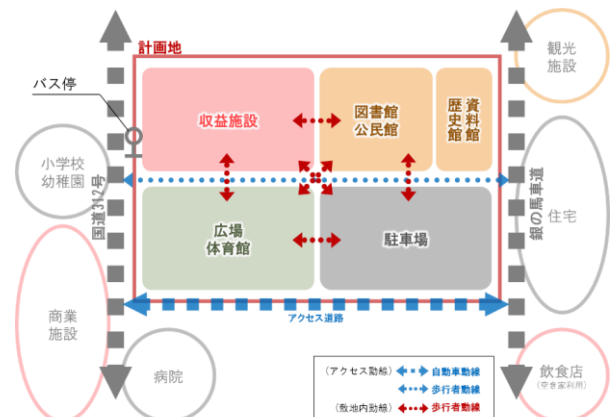 計画地
観光
施設
バス停
収益施設
図書館
公民館
歴史館
資料館
小学校
幼稚園
国道312号
銀の馬車道
住宅
広場
体育館
駐車場
商業
施設
アクセス道路
病院
飲食店
(空き家利用)
(アクセス動線) 自動車動線
歩行者動線
(敷地内動線) 歩行者動線